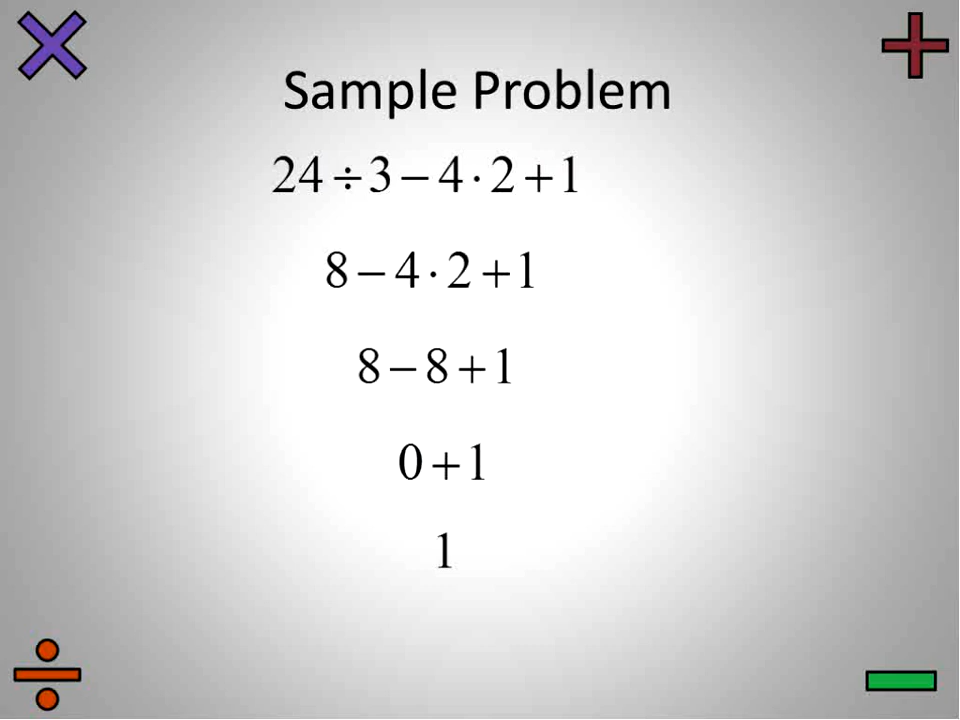 Sample Problem
24 ÷ 3 − 4 · 2 + 1
8 − 4 · 2 + 1
8 − 8 + 1
0 + 1
1